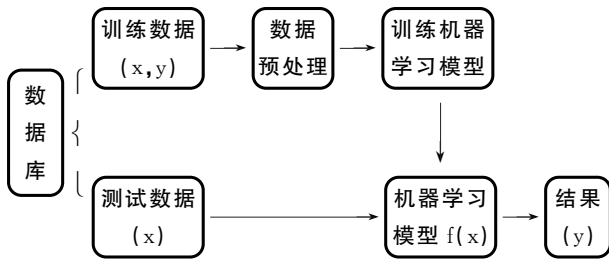 数
据
库
训练数据
(x,y)
数据
预处理
训练机器
学习模型
测试数据
(x)
机器学习
模型 f(x)
结果
(y)